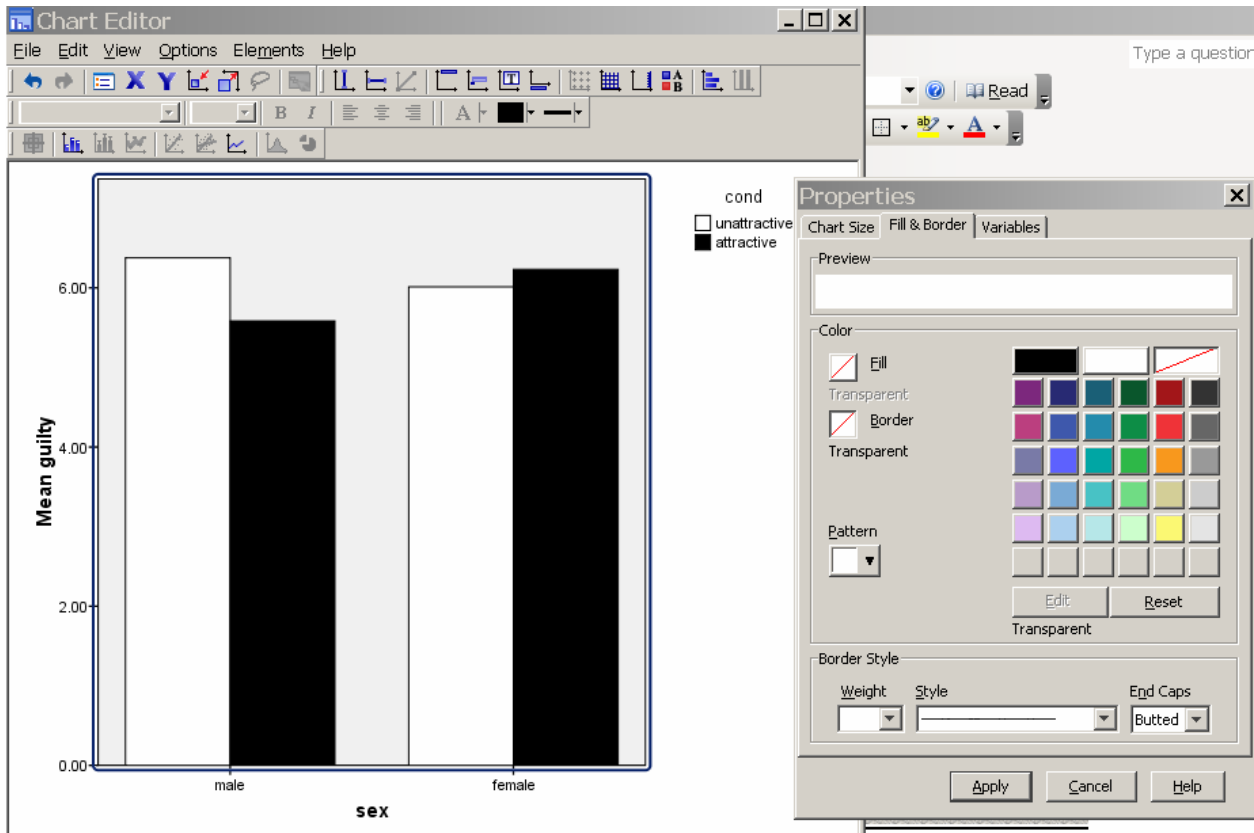 Chart Editor
File Edit View Options Elements Help
Type a question
Read
B I A
A
cond
unattractive
attractive
6.00
4.00
2.00
0.00
Mean guilty
male female
sex
Properties
Chart Size Fill & Border Variables
Preview
Color
Fill
Transparent
Border
Transparent
Pattern
Edit Reset
Transparent
Border Style
Weight Style End Caps
Butted
Apply Cancel Help